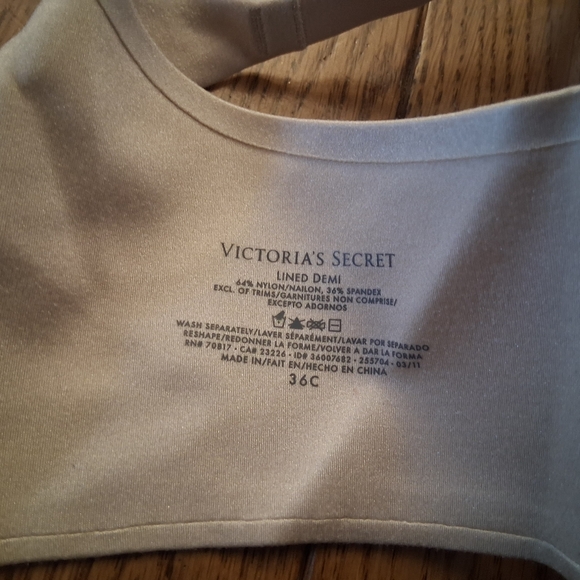 VICTORIA'S SECRET
LINED DEMI
64% NYLON/NAILON, 36% SPANDEX
EXCL. OF TRIMS/GARNITURES NON COMPRISE/
EXCEPTO ADORNOS
WASH SEPARATELY/LAVER SÉPARÉMENT/LAVAR POR SEPARADO
RESHAPE/REDONNER LA FORME/VOLVER A DAR LA FORMA
RN# 70817 • CA# 23226 • ID# 36007682 • 255704 • 03/11
MADE IN/FAIT EN/HECHO EN CHINA
36C